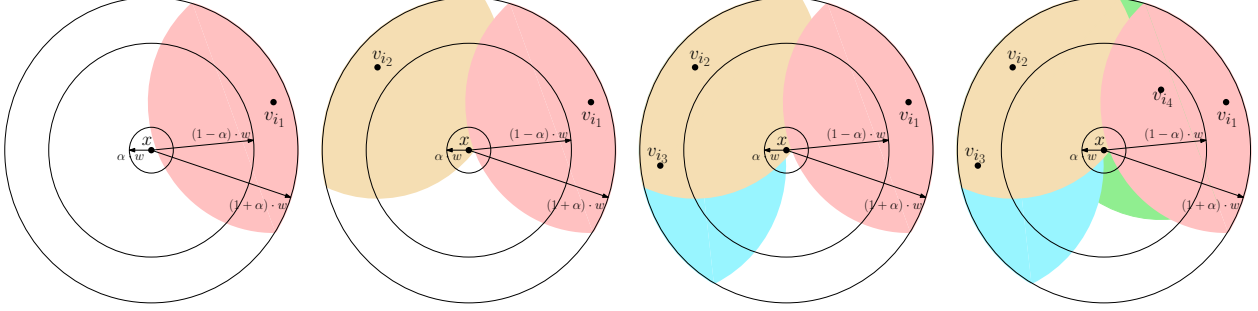 x
v_{i_1}
(1−α)·w
α·w
(1+α)·w
v_{i_2}
x
v_{i_1}
(1−α)·w
α·w
(1+α)·w
v_{i_2}
x
v_{i_1}
(1−α)·w
v_{i_3}
α·w
(1+α)·w
v_{i_2}
v_{i_4}
x
v_{i_1}
(1−α)·w
v_{i_3}
α·w
(1+α)·w